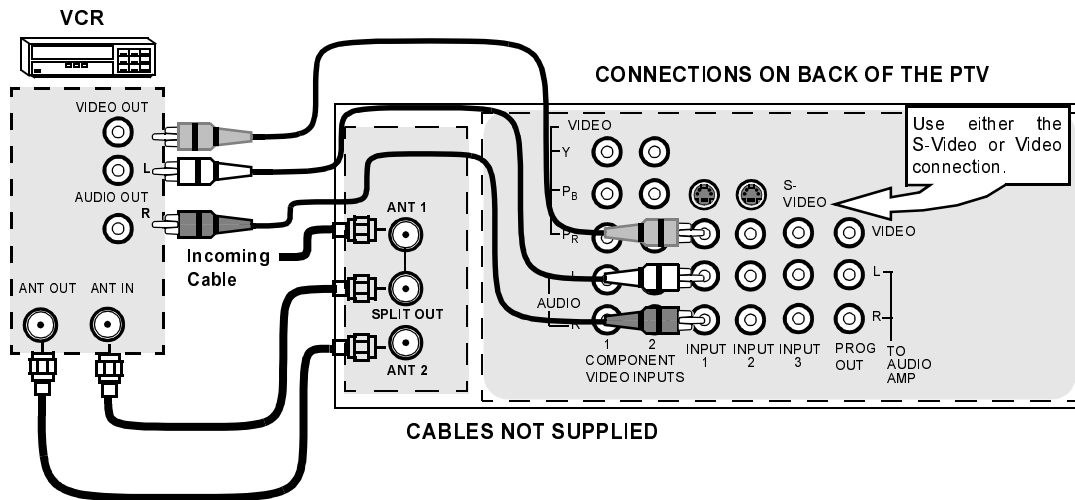 VCR
CONNECTIONS ON BACK OF THE PTV
VIDEO OUT
L
AUDIO OUT
R
ANT OUT
ANT IN
Incoming
Cable
ANT 1
SPLIT OUT
ANT 2
VIDEO
Y
PB
PR
L
AUDIO
R
1
2
COMPONENT
VIDEO INPUTS
INPUT
1
INPUT
2
INPUT
3
PROG
OUT
S-
VIDEO
VIDEO
L
R
TO
AUDIO
AMP
Use either the
S-Video or Video
connection.
CABLES NOT SUPPLIED